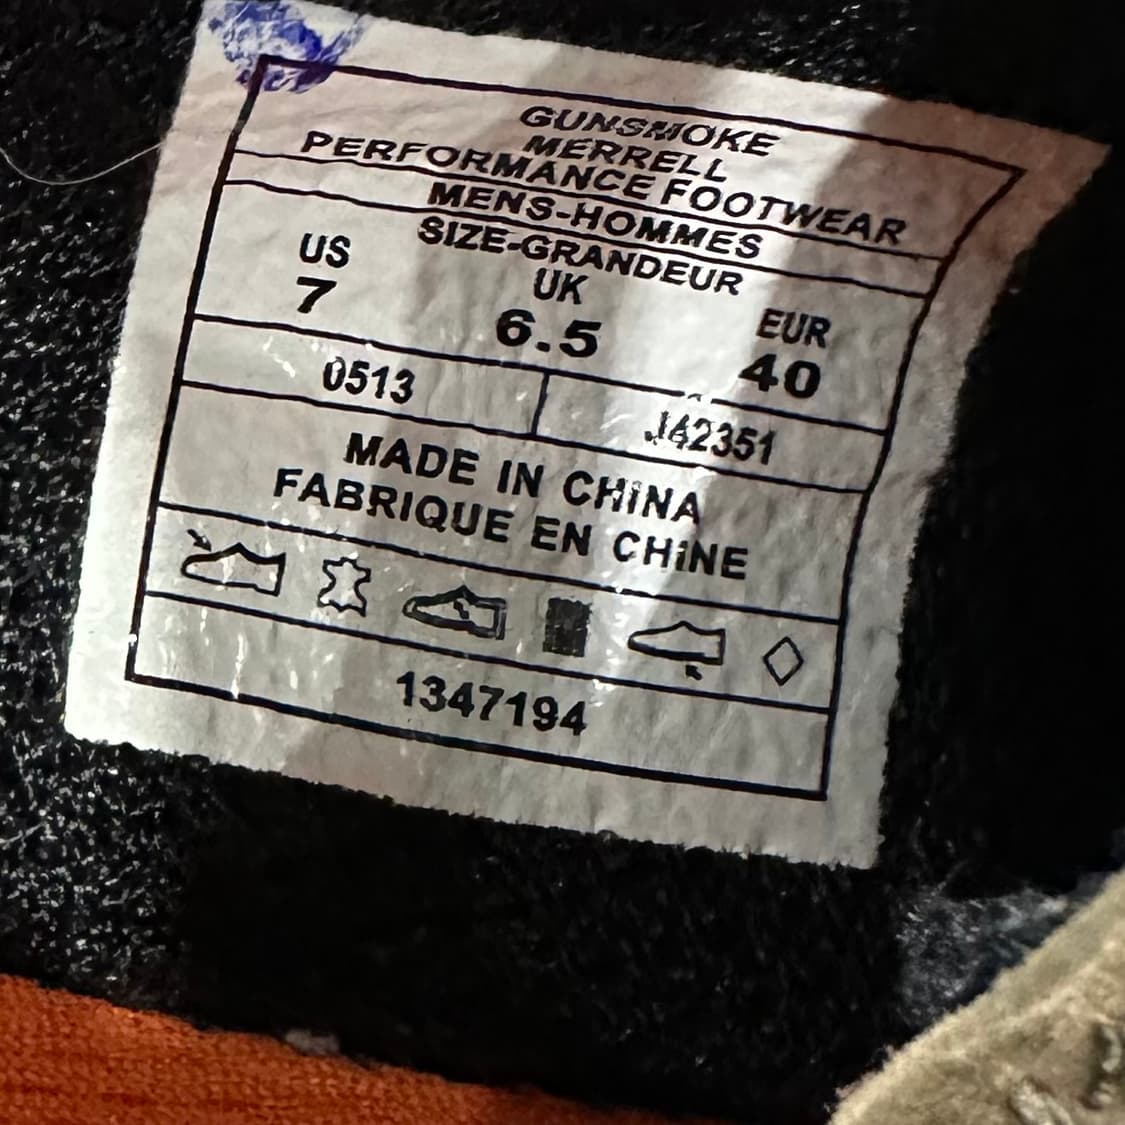 GUNSMOKE
MERRELL
PERFORMANCE FOOTWEAR
MENS-HOMMES
SIZE-GRANDEUR
US UK EUR
7 6.5 40
0513 J42351
MADE IN CHINA
FABRIQUE EN CHiNE
1347194